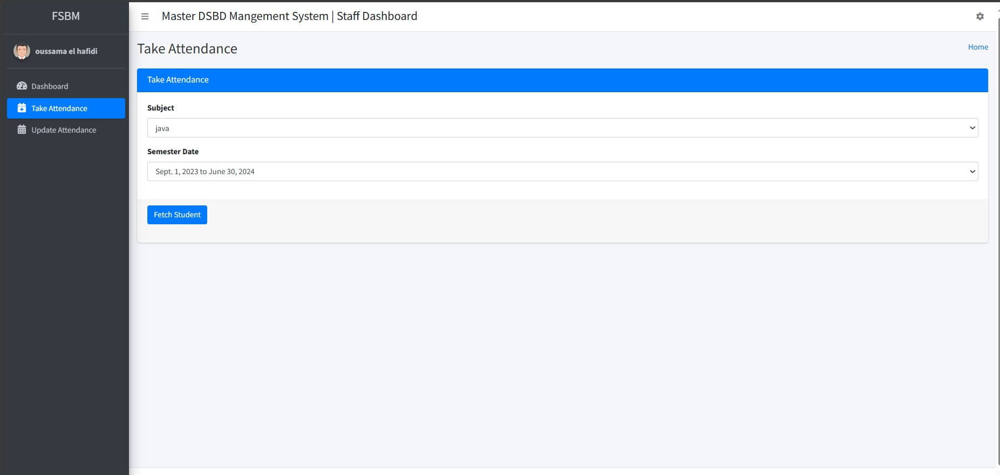 FSBM
Master DSBD Mangement System | Staff Dashboard
oussama el hafidi
Dashboard
Take Attendance
Update Attendance
Take Attendance
Home
Take Attendance
Subject
java
Semester Date
Sept. 1, 2023 to June 30, 2024
Fetch Student